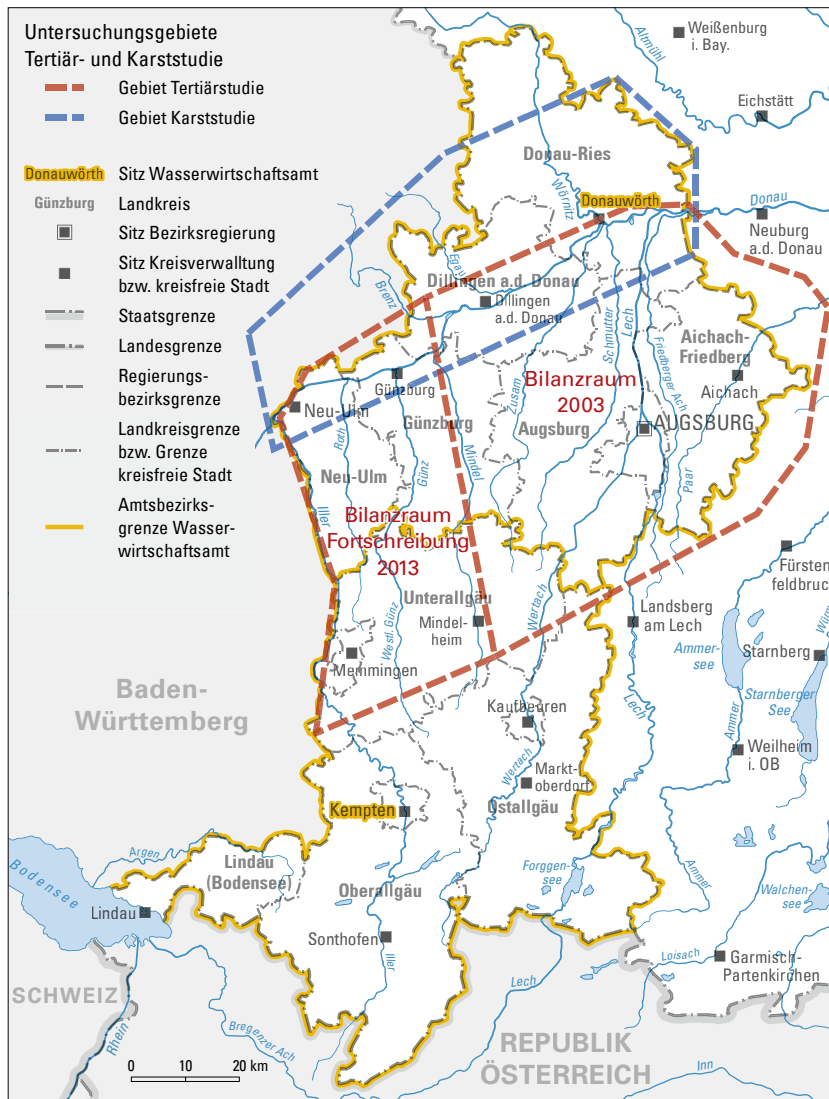 Untersuchungsgebiete
Tertiär- und Karststudie
Gebiet Tertiärstudie
Gebiet Karststudie
Donauwörth Sitz Wasserwirtschaftsamt
Günzburg Landkreis
Sitz Bezirksregierung
Sitz Kreisverwalltung
bzw. kreisfreie Stadt
Staatsgrenze
Landesgrenze
Regierungs-
bezirksgrenze
Landkreisgrenze
bzw. Grenze
kreisfreie Stadt
Amtsbezirks-
grenze Wasser-
wirtschaftsamt
Weißenburg
i. Bay.
Altmühl
Eichstätt
Donau-Ries
Wörnitz
Donauwörth
Donau
Neuburg
a.d. Donau
Egau
Brenz
Dillingen a.d. Donau
Dillingen
a.d. Donau
Schmutter
Lech
Friedberger Ach
Aichach-
Friedberg
Aichach
Zusam
Bilanzraum
2003
Günzburg
Neu-Ulm
Roth
Günzburg
Augsburg
AUGSBURG
Neu-Ulm
Günz
Mindel
Paar
Iller
Bilanzraum
Fortschreibung
2013
Fürsten
feldbruc
Unterallgäu
Mindel-
heim
Westl. Günz
Wertach
Landsberg
am Lech
Ammer-
see
Starnberg
Wür
Starnberger
See
Memmingen
Baden-
Württemberg
Kaufbeuren
Lech
Ammer
Weilheim
i. OB
Wertach
Markt-
oberdorf
Ostallgäu
Kempten
Argen
Lindau
(Bodensee)
Bodensee
Lindau
Oberallgäu
Forggen-
see
Ammer
Walchen-
see
Sonthofen
Iller
Loisach
Garmisch-
Partenkirchen
SCHWEIZ
Lech
Rhein
Bregenzer Ach
REPUBLIK
ÖSTERREICH
Inn
0 10 20 km